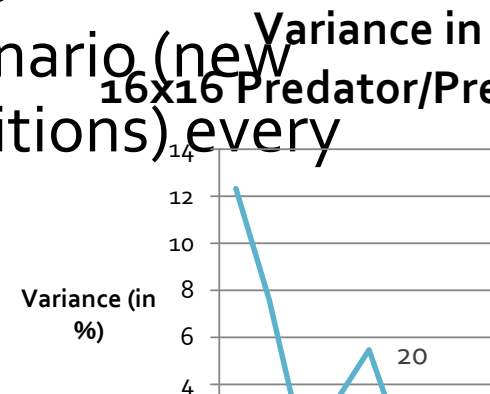 nario (new
itions) every
Variance in
16x16 Predator/Pre
14
12
10
8
6
4
Variance (in
%)
20